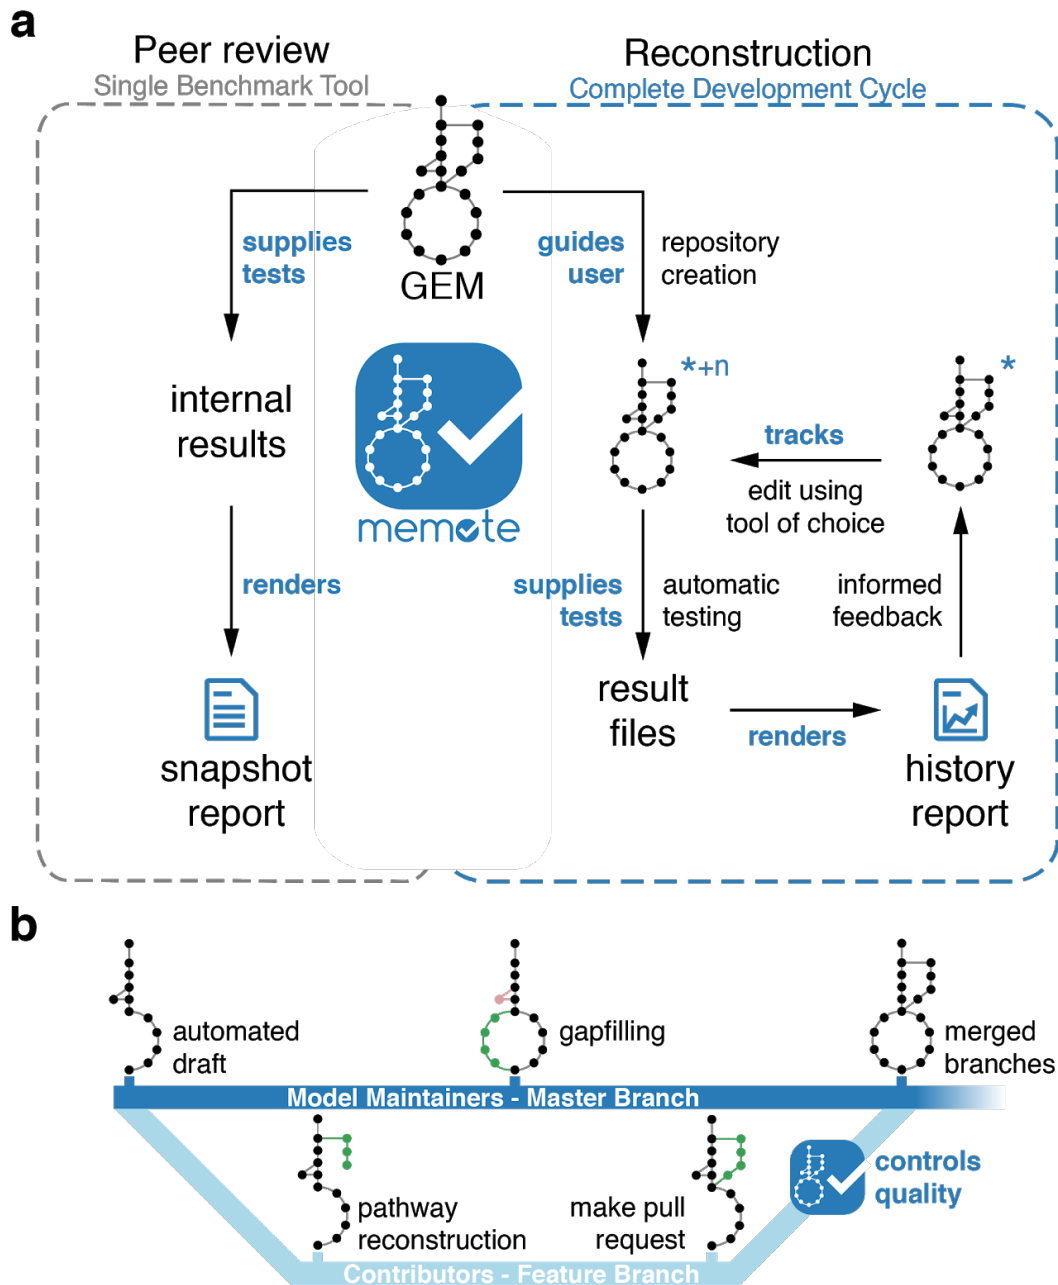 a
Peer review
Single Benchmark Tool
Reconstruction
Complete Development Cycle
GEM
supplies
tests
internal
results
renders
snapshot
report
memote
guides
user
repository
creation
*+n
*
tracks
edit using
tool of choice
supplies
tests
automatic
testing
informed
feedback
result
files
renders
history
report
b
automated
draft
gapfilling
merged
branches
Model Maintainers - Master Branch
pathway
reconstruction
make pull
request
controls
quality
Contributors - Feature Branch